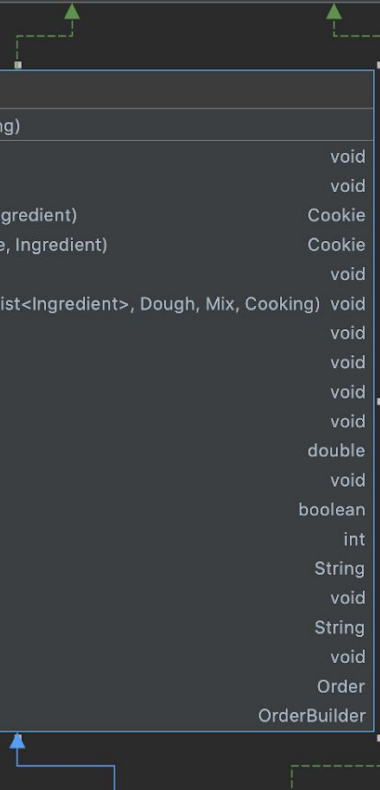 ng)
void
void
gredient) Cookie
e, Ingredient) Cookie
void
ist<Ingredient>, Dough, Mix, Cooking) void
void
void
void
void
double
void
boolean
int
String
void
String
void
Order
OrderBuilder